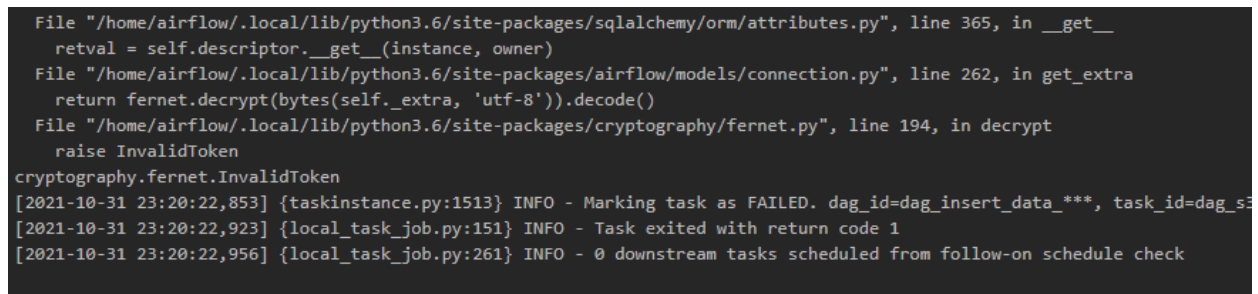 File "/home/airflow/.local/lib/python3.6/site-packages/sqlalchemy/orm/attributes.py", line 365, in __get__
retval = self.descriptor.__get__(instance, owner)
File "/home/airflow/.local/lib/python3.6/site-packages/airflow/models/connection.py", line 262, in get_extra
return fernet.decrypt(bytes(self._extra, 'utf-8')).decode()
File "/home/airflow/.local/lib/python3.6/site-packages/cryptography/fernet.py", line 194, in decrypt
raise InvalidToken
cryptography.fernet.InvalidToken
[2021-10-31 23:20:22,853] {taskinstance.py:1513} INFO - Marking task as FAILED. dag_id=dag_insert_data_***, task_id=dag_s3
[2021-10-31 23:20:22,923] {local_task_job.py:151} INFO - Task exited with return code 1
[2021-10-31 23:20:22,956] {local_task_job.py:261} INFO - 0 downstream tasks scheduled from follow-on schedule check